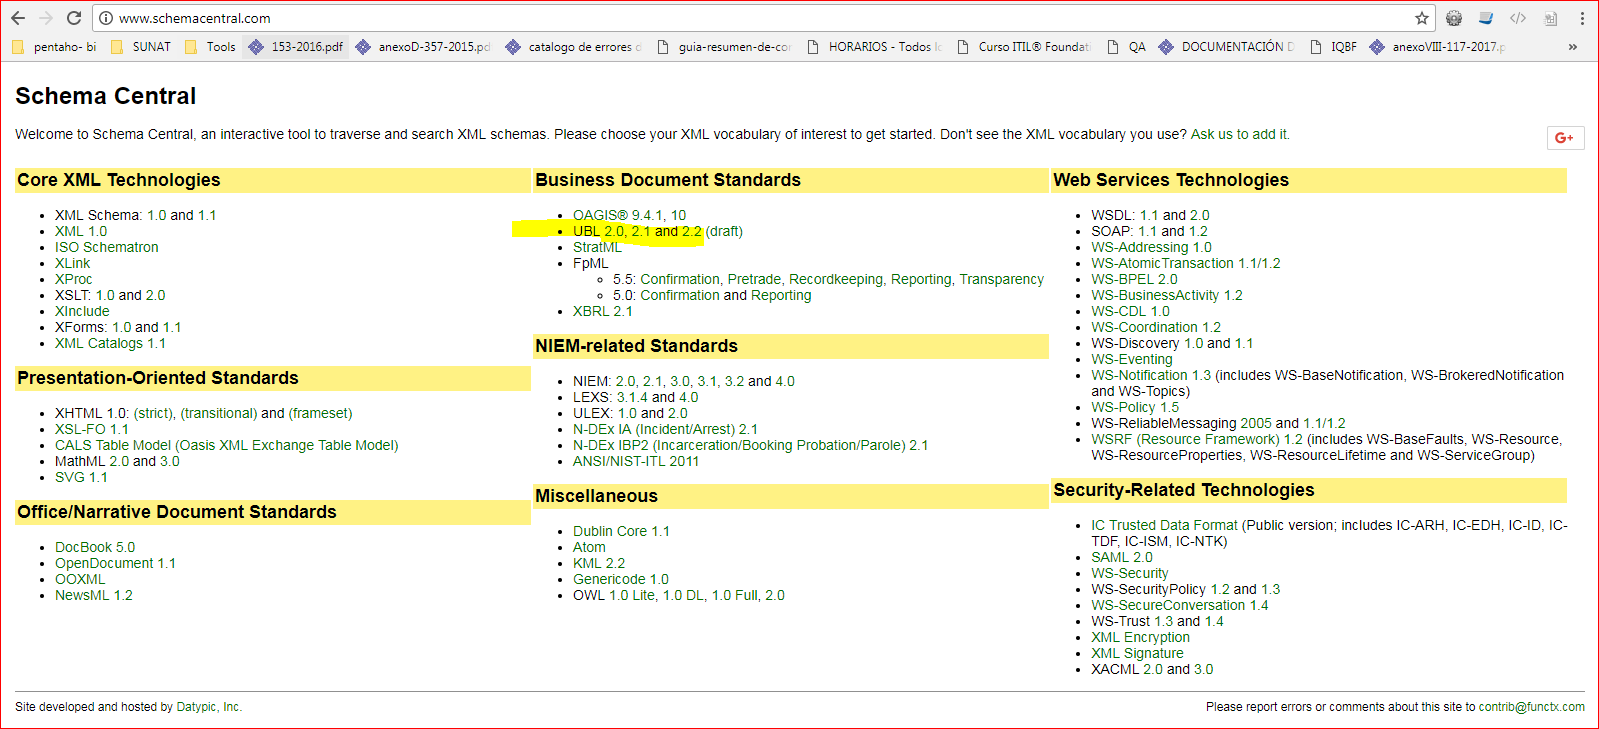 www.schemacentral.com
pentaho- bi
SUNAT
Tools
153-2016.pdf
anexoD-357-2015.pd
catalogo de errores d
guia-resumen-de-co
HORARIOS - Todos lo
Curso ITIL® Foundat
QA
DOCUMENTACIÓN D
IQBF
anexoVIII-117-2017.p
»
Schema Central
Welcome to Schema Central, an interactive tool to traverse and search XML schemas. Please choose your XML vocabulary of interest to get started. Don't see the XML vocabulary you use? Ask us to add it.
G+
Core XML Technologies
XML Schema: 1.0 and 1.1
XML 1.0
ISO Schematron
XLink
XProc
XSLT: 1.0 and 2.0
XInclude
XForms: 1.0 and 1.1
XML Catalogs 1.1
Presentation-Oriented Standards
XHTML 1.0: (strict), (transitional) and (frameset)
XSL-FO 1.1
CALS Table Model (Oasis XML Exchange Table Model)
MathML 2.0 and 3.0
SVG 1.1
Office/Narrative Document Standards
DocBook 5.0
OpenDocument 1.1
OOXML
NewsML 1.2
Business Document Standards
OAGIS® 9.4.1, 10
UBL 2.0, 2.1 and 2.2 (draft)
StratML
FpML
5.5: Confirmation, Pretrade, Recordkeeping, Reporting, Transparency
5.0: Confirmation and Reporting
XBRL 2.1
NIEM-related Standards
NIEM: 2.0, 2.1, 3.0, 3.1, 3.2 and 4.0
LEXS: 3.1.4 and 4.0
ULEX: 1.0 and 2.0
N-DEx IA (Incident/Arrest) 2.1
N-DEx IBP2 (Incarceration/Booking Probation/Parole) 2.1
ANSI/NIST-ITL 2011
Miscellaneous
Dublin Core 1.1
Atom
KML 2.2
Genericode 1.0
OWL 1.0 Lite, 1.0 DL, 1.0 Full, 2.0
Web Services Technologies
WSDL: 1.1 and 2.0
SOAP: 1.1 and 1.2
WS-Addressing 1.0
WS-AtomicTransaction 1.1/1.2
WS-BPEL 2.0
WS-BusinessActivity 1.2
WS-CDL 1.0
WS-Coordination 1.2
WS-Discovery 1.0 and 1.1
WS-Eventing
WS-Notification 1.3 (includes WS-BaseNotification, WS-BrokeredNotification
and WS-Topics)
WS-Policy 1.5
WS-ReliableMessaging 2005 and 1.1/1.2
WSRF (Resource Framework) 1.2 (includes WS-BaseFaults, WS-Resource,
WS-ResourceProperties, WS-ResourceLifetime and WS-ServiceGroup)
Security-Related Technologies
IC Trusted Data Format (Public version; includes IC-ARH, IC-EDH, IC-ID, IC-
TDF, IC-ISM, IC-NTK)
SAML 2.0
WS-Security
WS-SecurityPolicy 1.2 and 1.3
WS-SecureConversation 1.4
WS-Trust 1.3 and 1.4
XML Encryption
XML Signature
XACML 2.0 and 3.0
Site developed and hosted by Datypic, Inc.
Please report errors or comments about this site to contrib@functx.com